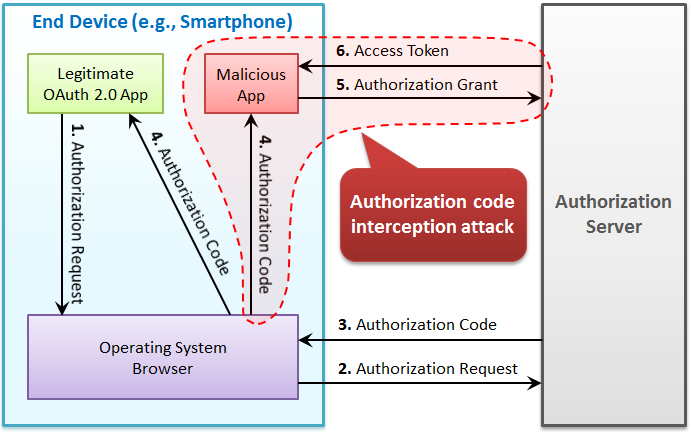 End Device (e.g., Smartphone)
Legitimate
OAuth 2.0 App
Malicious
App
6. Access Token
5. Authorization Grant
1. Authorization Request
4. Authorization Code
4. Authorization Code
Authorization code
interception attack
Authorization
Server
Operating System
Browser
3. Authorization Code
2. Authorization Request